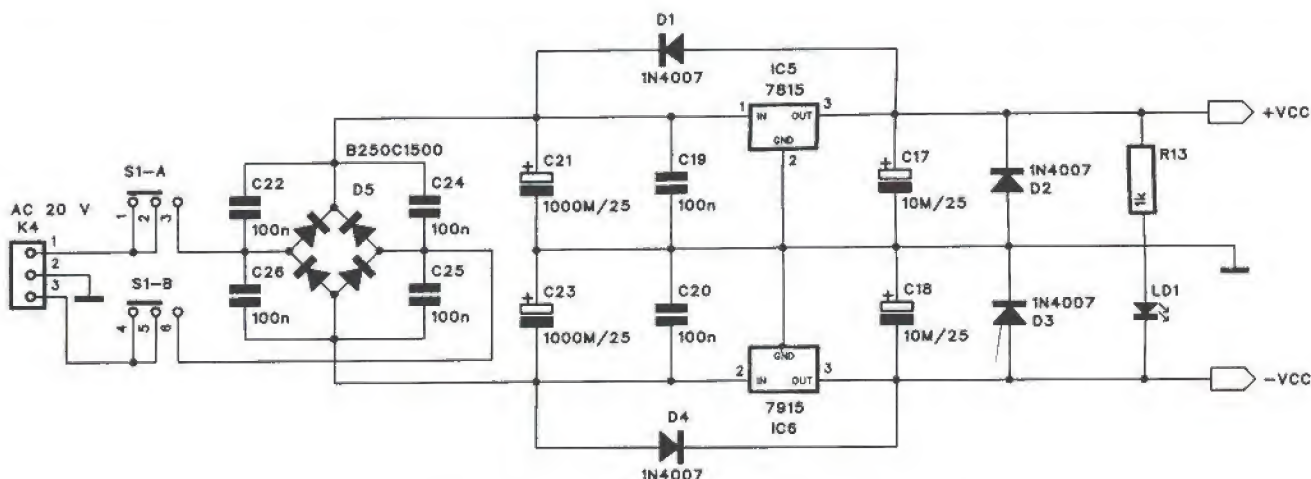 AC 20 V
K4
1
2
3
S1-A
1 2 3
S1-B
4 5 6
C22
100n
C26
100n
B250C1500
D5
C24
100n
C25
100n
D1
1N4007
+
C21
1000M/25
C19
100n
+
C23
1000M/25
C20
100n
IC5
7815
1 IN OUT 3
GND
2
GND
2 IN OUT 3
7915
IC6
D4
1N4007
+
C17
10M/25
+
C18
10M/25
1N4007
D2
1N4007
D3
R13
1k
LD1
+VCC
-VCC